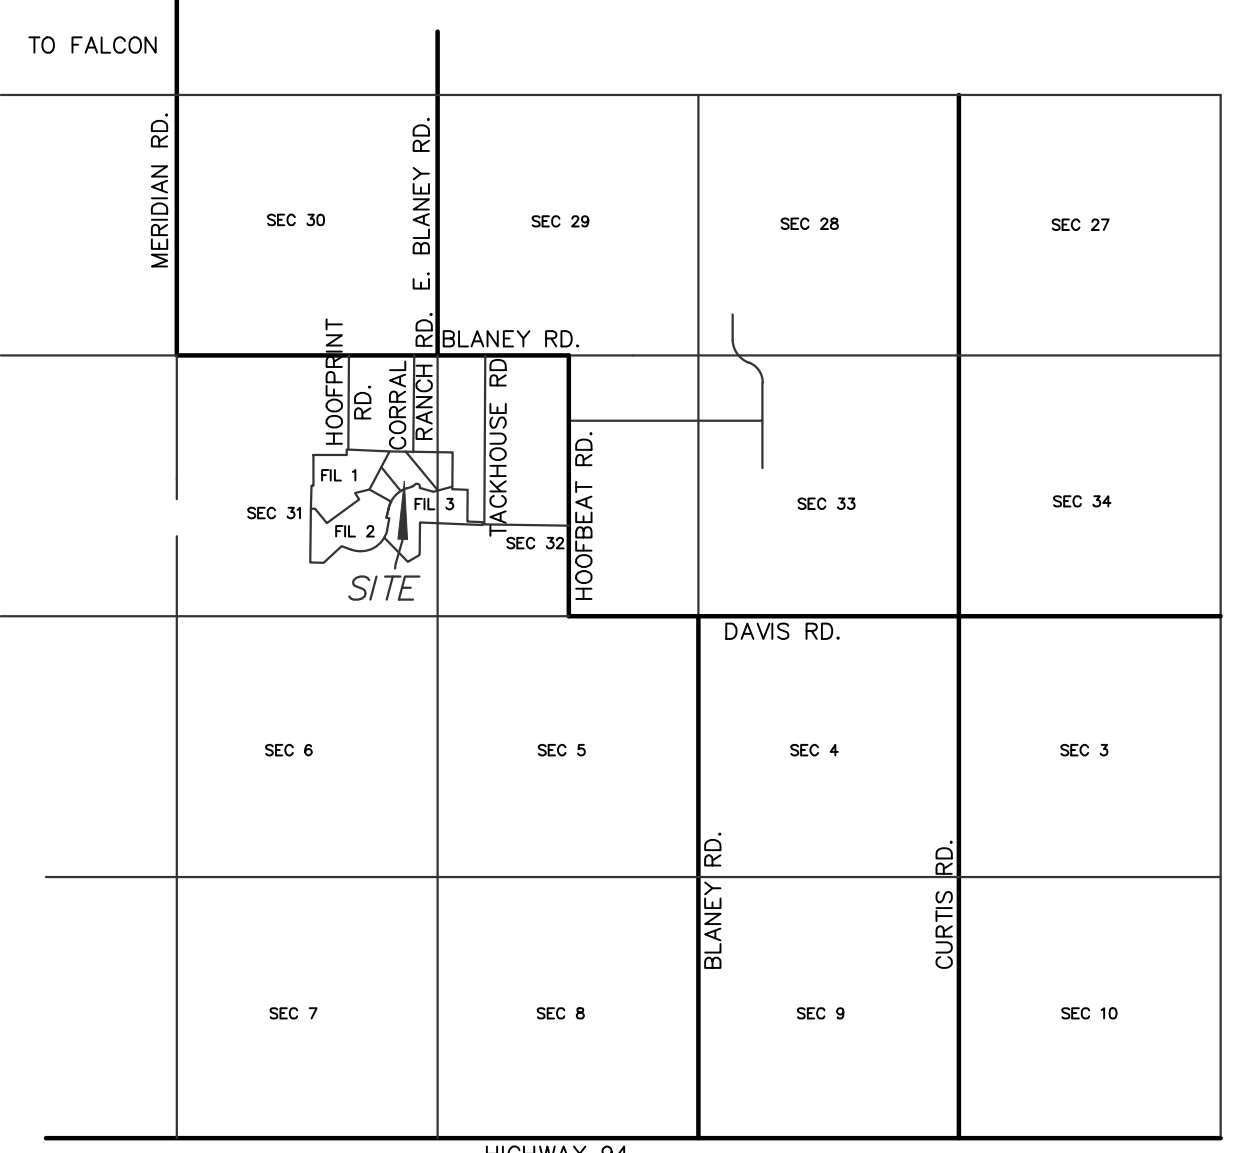 TO FALCON
MERIDIAN RD.
E. BLANEY RD.
SEC 30
SEC 29
SEC 28
SEC 27
BLANEY RD.
HOOFPRINT
RD.
CORRAL
RANCH RD.
TACKHOUSE RD
HOOFBEAT RD.
FIL 1
FIL 2
FIL 3
SEC 31
SEC 32
SEC 33
SEC 34
SITE
DAVIS RD.
SEC 6
SEC 5
SEC 4
SEC 3
BLANEY RD.
CURTIS RD.
SEC 7
SEC 8
SEC 9
SEC 10
HIGHWAY 94